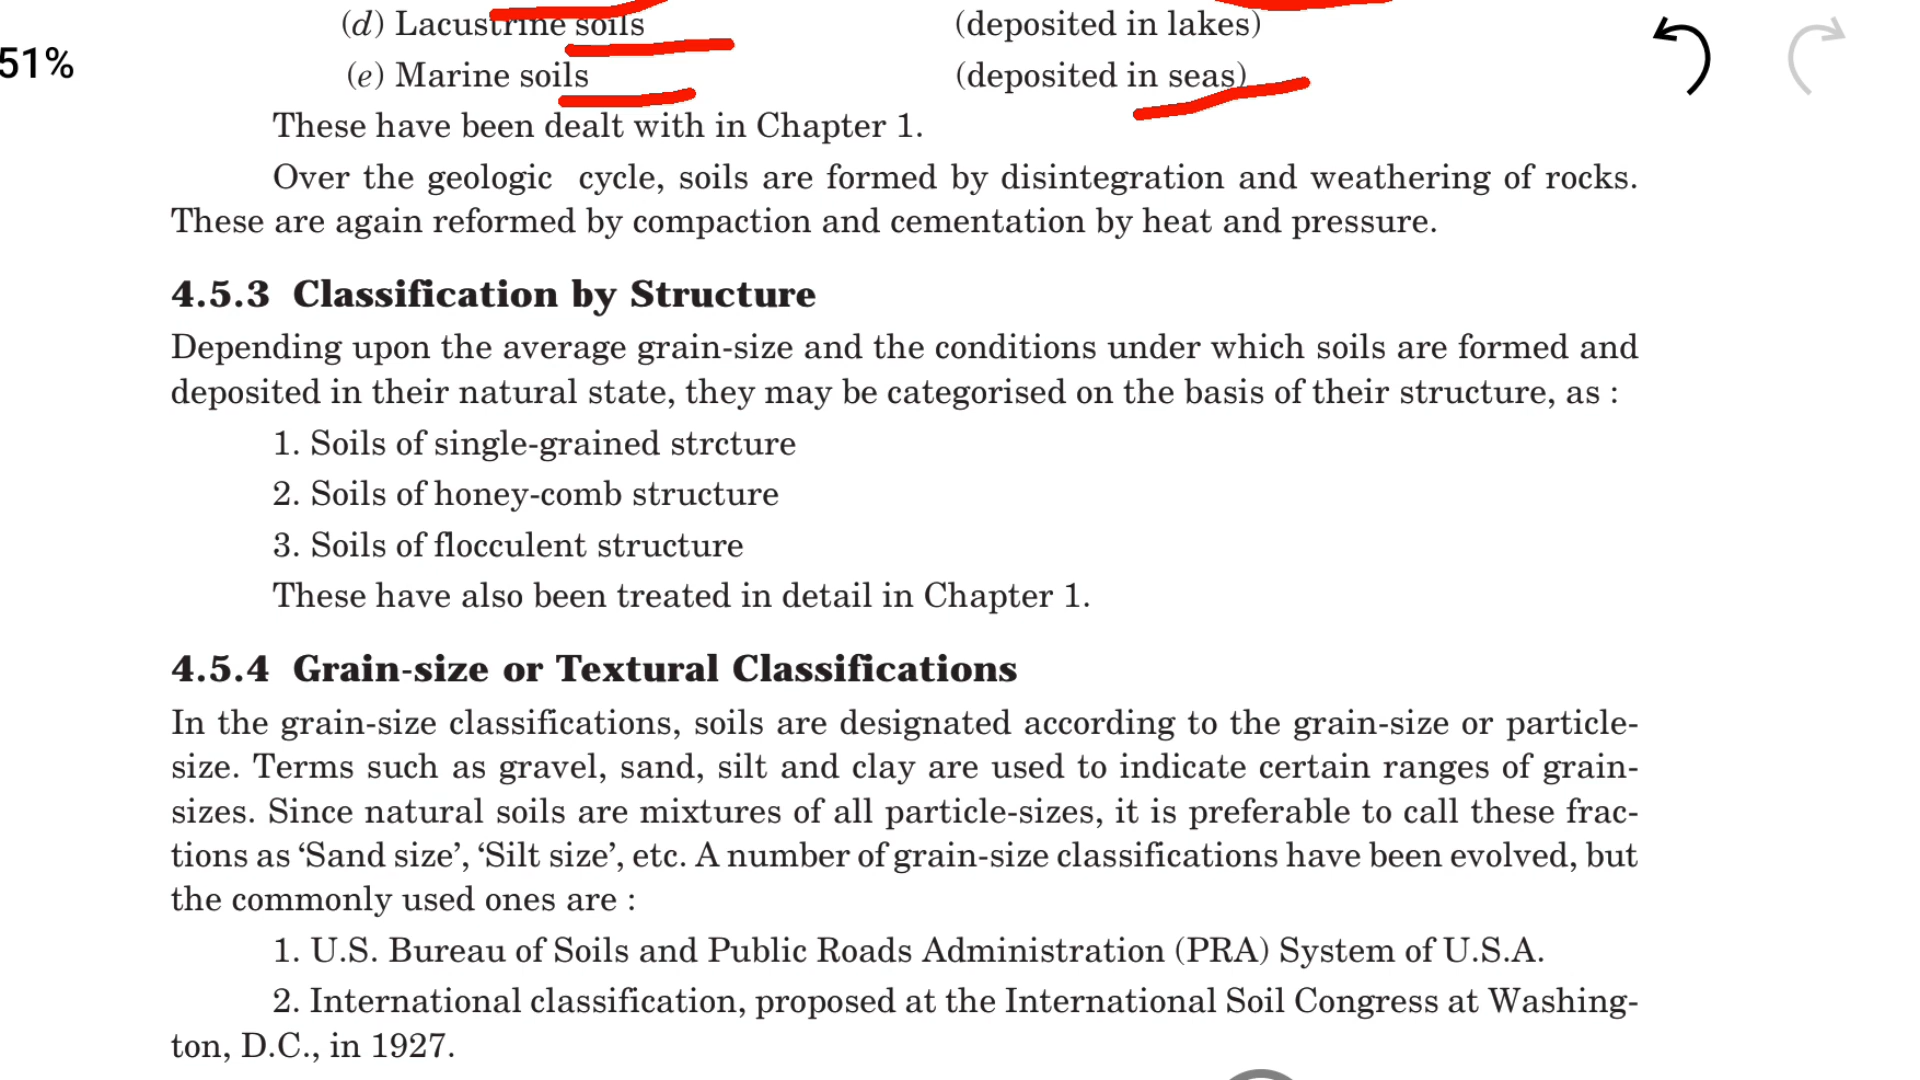 (d) Lacustrine soils (deposited in lakes)
51%
(e) Marine soils (deposited in seas)
These have been dealt with in Chapter 1.
Over the geologic cycle, soils are formed by disintegration and weathering of rocks.
These are again reformed by compaction and cementation by heat and pressure.
4.5.3 Classification by Structure
Depending upon the average grain-size and the conditions under which soils are formed and
deposited in their natural state, they may be categorised on the basis of their structure, as :
1. Soils of single-grained strcture
2. Soils of honey-comb structure
3. Soils of flocculent structure
These have also been treated in detail in Chapter 1.
4.5.4 Grain-size or Textural Classifications
In the grain-size classifications, soils are designated according to the grain-size or particle-
size. Terms such as gravel, sand, silt and clay are used to indicate certain ranges of grain-
sizes. Since natural soils are mixtures of all particle-sizes, it is preferable to call these frac-
tions as ‘Sand size’, ‘Silt size’, etc. A number of grain-size classifications have been evolved, but
the commonly used ones are :
1. U.S. Bureau of Soils and Public Roads Administration (PRA) System of U.S.A.
2. International classification, proposed at the International Soil Congress at Washing-
ton, D.C., in 1927.